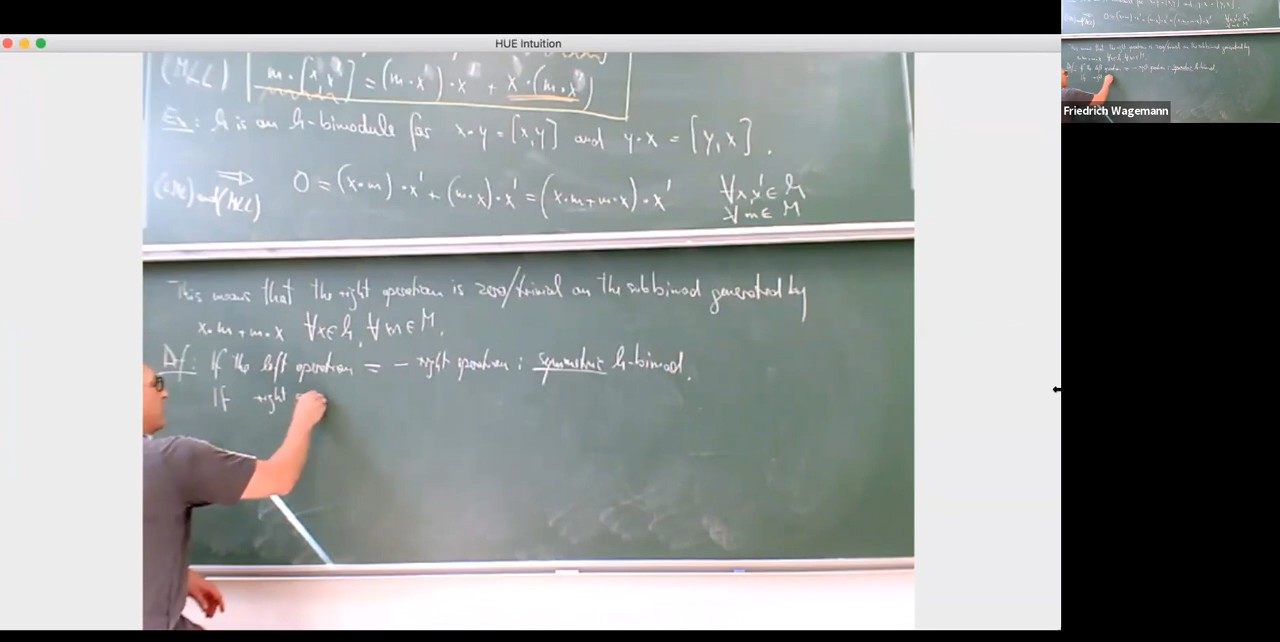 HUE Intuition
(MLL) m·[x,x'] = (m·x)·x' + x·(m·x')
Ex: h is an h-bimodule for x·y = [x,y] and y·x = [y,x].
(LML) and (MLL) ⟹ 0 = (x·m)·x' + (m·x)·x' = (x·m+m·x)·x' ∀x,x'∈ h
∀m∈ M
This means that the right operation is zero/trivial on the subbimod generated by
x·m+m·x ∀x∈h, ∀m∈M.
Def: If the left operation = - right operation: symmetric h-bimod.
If right
Friedrich Wagemann